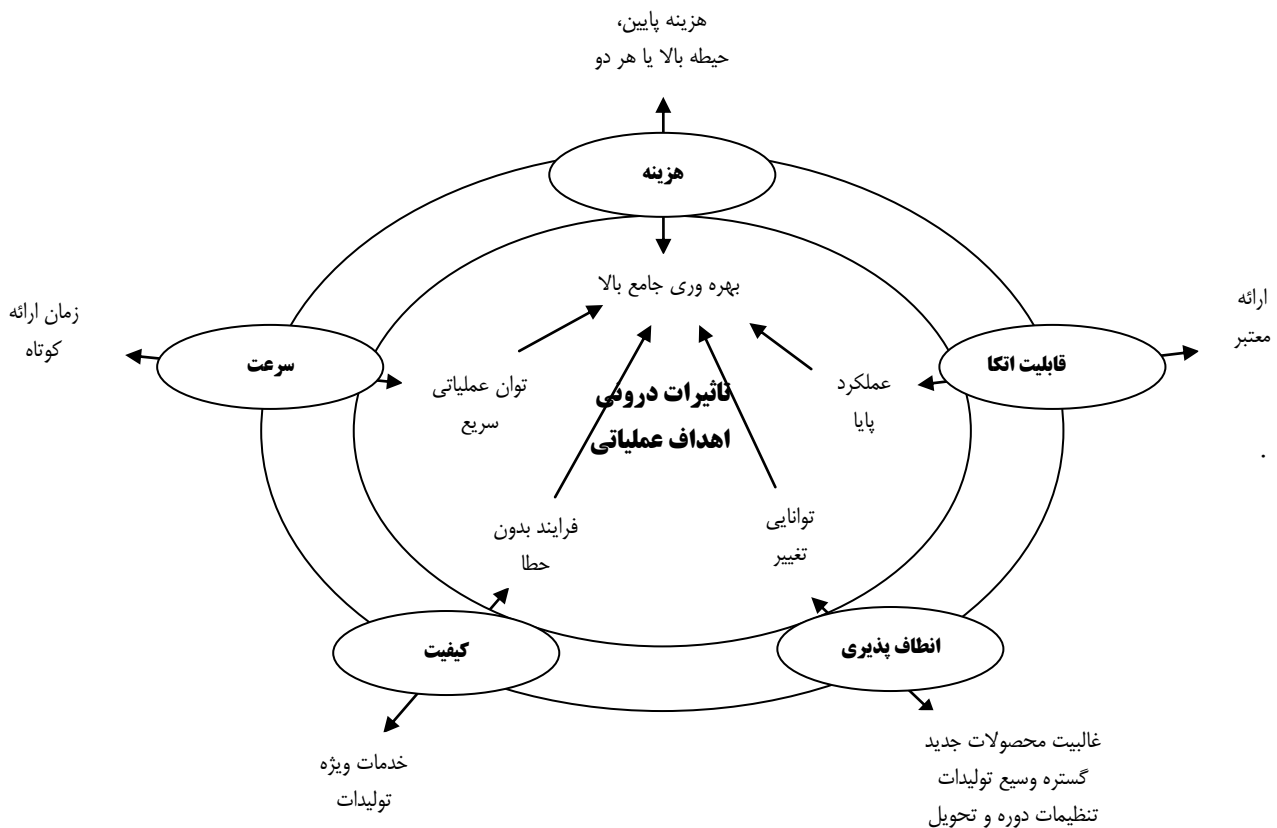 هزینه پایین،
حیطه بالا یا هر دو
هزینه
بهره وری جامع بالا
ارائه
معتبر
قابلیت اتکا
عملکرد
پایا
زمان ارائه
کوتاه
سرعت
توان عملیاتی
سریع
تاثیرات درونی
اهداف عملیاتی
.
توانایی
تغییر
فرایند بدون
حطا
انطاف پذیری
کیفیت
غالبیت محصولات جدید
گستره وسیع تولیدات
تنظیمات دوره و تحویل
خدمات ویژه
تولیدات